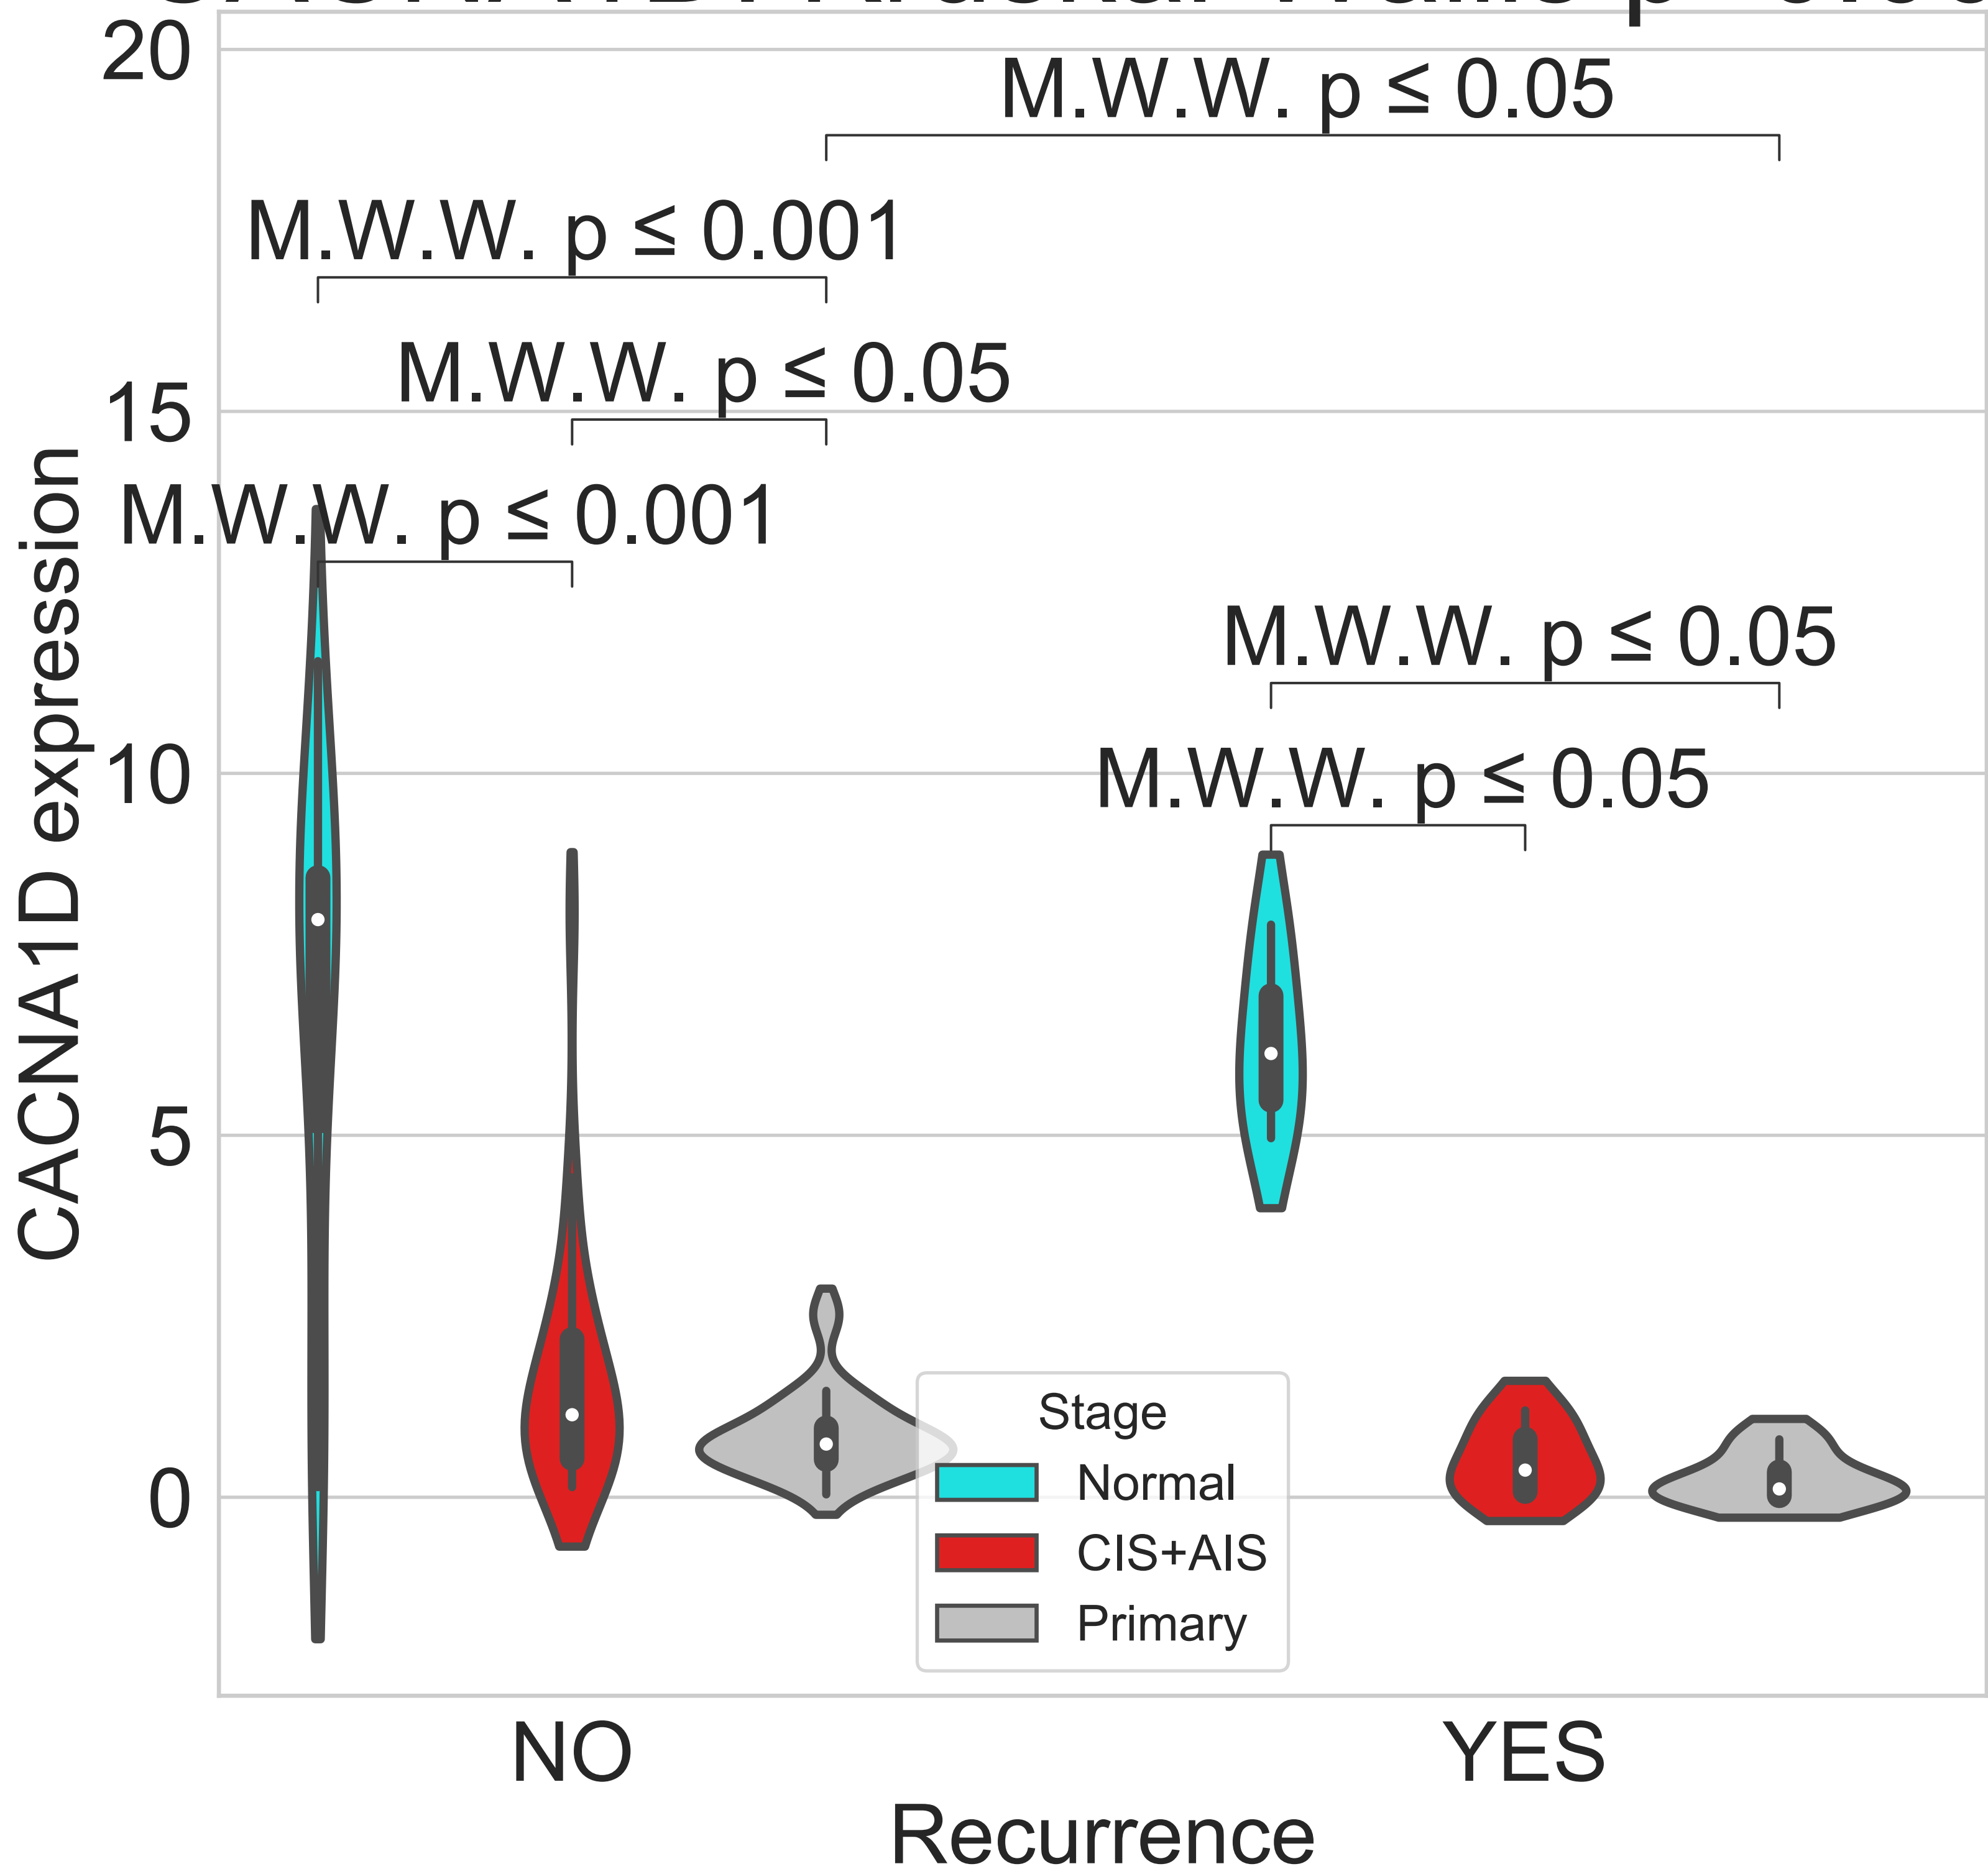 20
M.W.W. p ≤ 0.05
M.W.W. p ≤ 0.001
M.W.W. p ≤ 0.05
15
M.W.W. p ≤ 0.001
M.W.W. p ≤ 0.05
M.W.W. p ≤ 0.05
10
5
0
CACNA1D expression
Stage
Normal
CIS+AIS
Primary
NO
YES
Recurrence